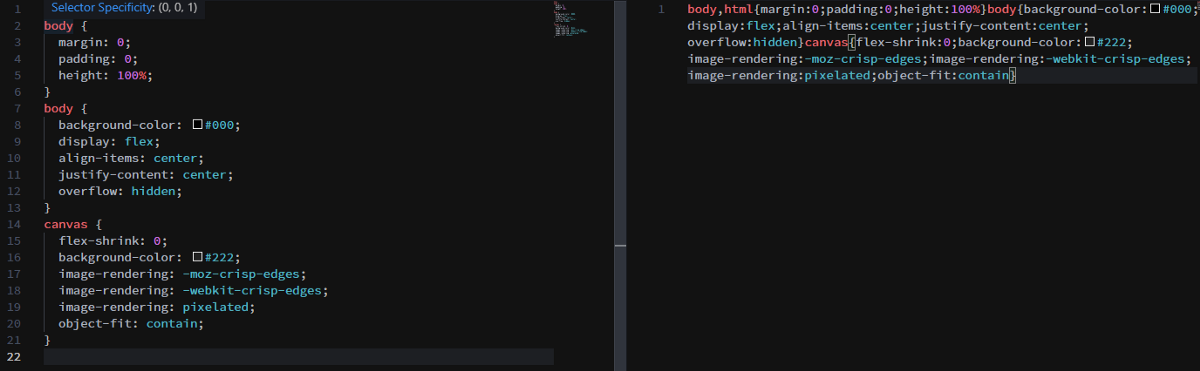 1
Selector Specificity: (0, 0, 1)
2 body {
3 margin: 0;
4 padding: 0;
5 height: 100%;
6 }
7 body {
8 background-color: #000;
9 display: flex;
10 align-items: center;
11 justify-content: center;
12 overflow: hidden;
13 }
14 canvas {
15 flex-shrink: 0;
16 background-color: #222;
17 image-rendering: -moz-crisp-edges;
18 image-rendering: -webkit-crisp-edges;
19 image-rendering: pixelated;
20 object-fit: contain;
21 }
22
1 body,html{margin:0;padding:0;height:100%}body{background-color:#000;
display:flex;align-items:center;justify-content:center;
overflow:hidden}canvas{flex-shrink:0;background-color:#222;
image-rendering:-moz-crisp-edges;image-rendering:-webkit-crisp-edges;
image-rendering:pixelated;object-fit:contain}